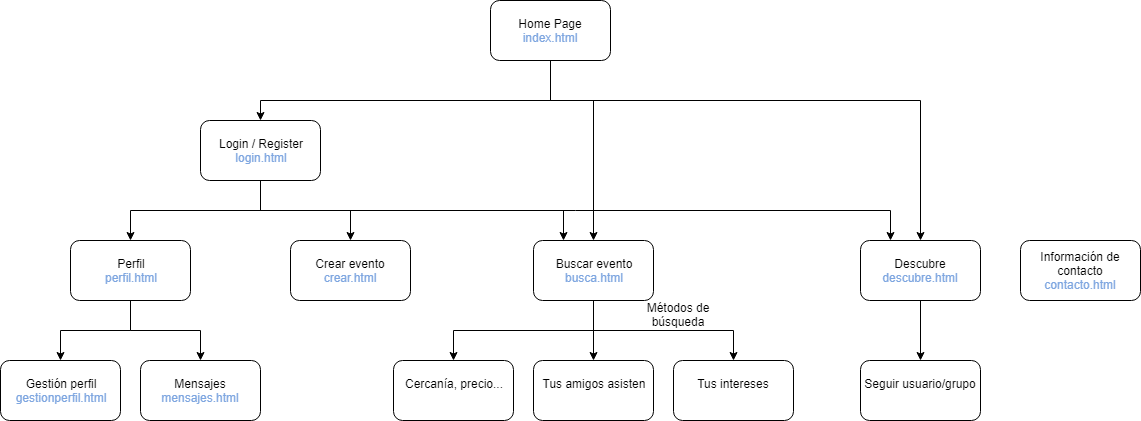 Home Page
index.html
Login / Register
login.html
Perfil
perfil.html
Crear evento
crear.html
Buscar evento
busca.html
Descubre
descubre.html
Información de
contacto
contacto.html
Métodos de
búsqueda
Gestión perfil
gestionperfil.html
Mensajes
mensajes.html
Cercanía, precio...
Tus amigos asisten
Tus intereses
Seguir usuario/grupo